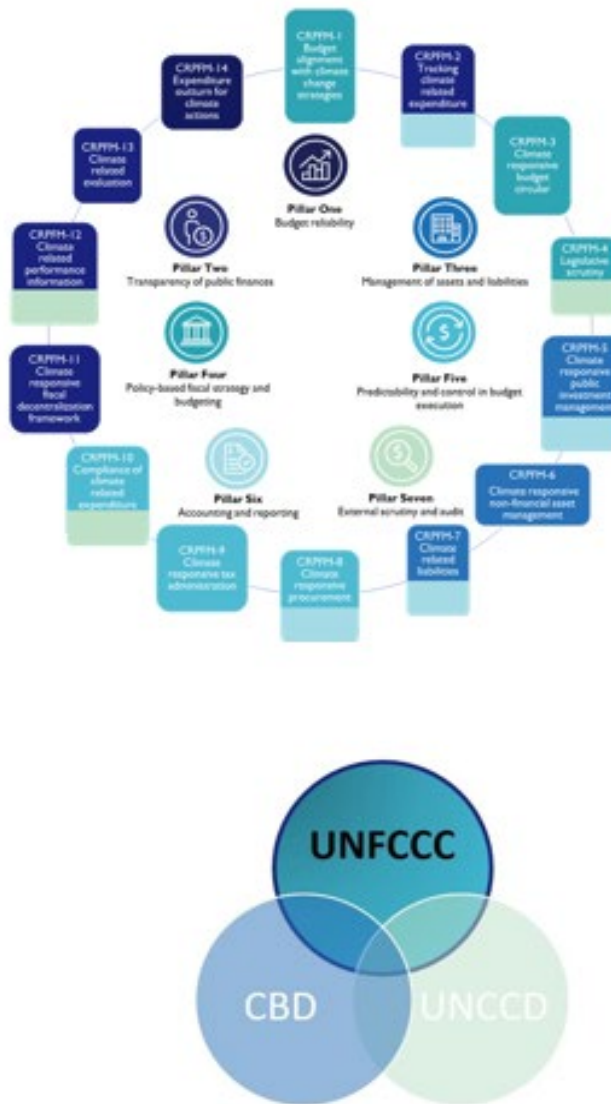 CRPFM-1
Budget
alignment
with climate
change
strategies
CRPFM-2
Tracking
climate
related
expenditure
CRPFM-3
Climate
responsive
budget
circular
CRPFM-4
Legislative
scrutiny
CRPFM-5
Climate
responsive
public
investment
management
CRPFM-6
Climate responsive
non-financial asset
management
CRPFM-7
Climate
related
liabilities
CRPFM-8
Climate
responsive
procurement
CRPFM-9
Climate
responsive tax
administration
CRPFM-10
Compliance of
climate
related
expenditure
CRPFM-11
Climate
responsive
fiscal
decentralization
framework
CRPFM-12
Climate
related
performance
information
CRPFM-13
Climate
related
evaluation
CRPFM-14
Expenditure
outturn for
climate
actions
Pillar One
Budget reliability
Pillar Two
Transparency of public finances
Pillar Three
Management of assets and liabilities
Pillar Four
Policy-based fiscal strategy and
budgeting
Pillar Five
Predictability and control in budget
execution
Pillar Six
Accounting and reporting
Pillar Seven
External scrutiny and audit
UNFCCC
CBD
UNCCD